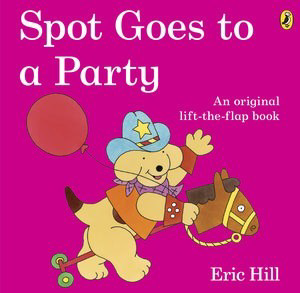 Spot Goes to
a Party
An original
lift-the-flap book
Eric Hill